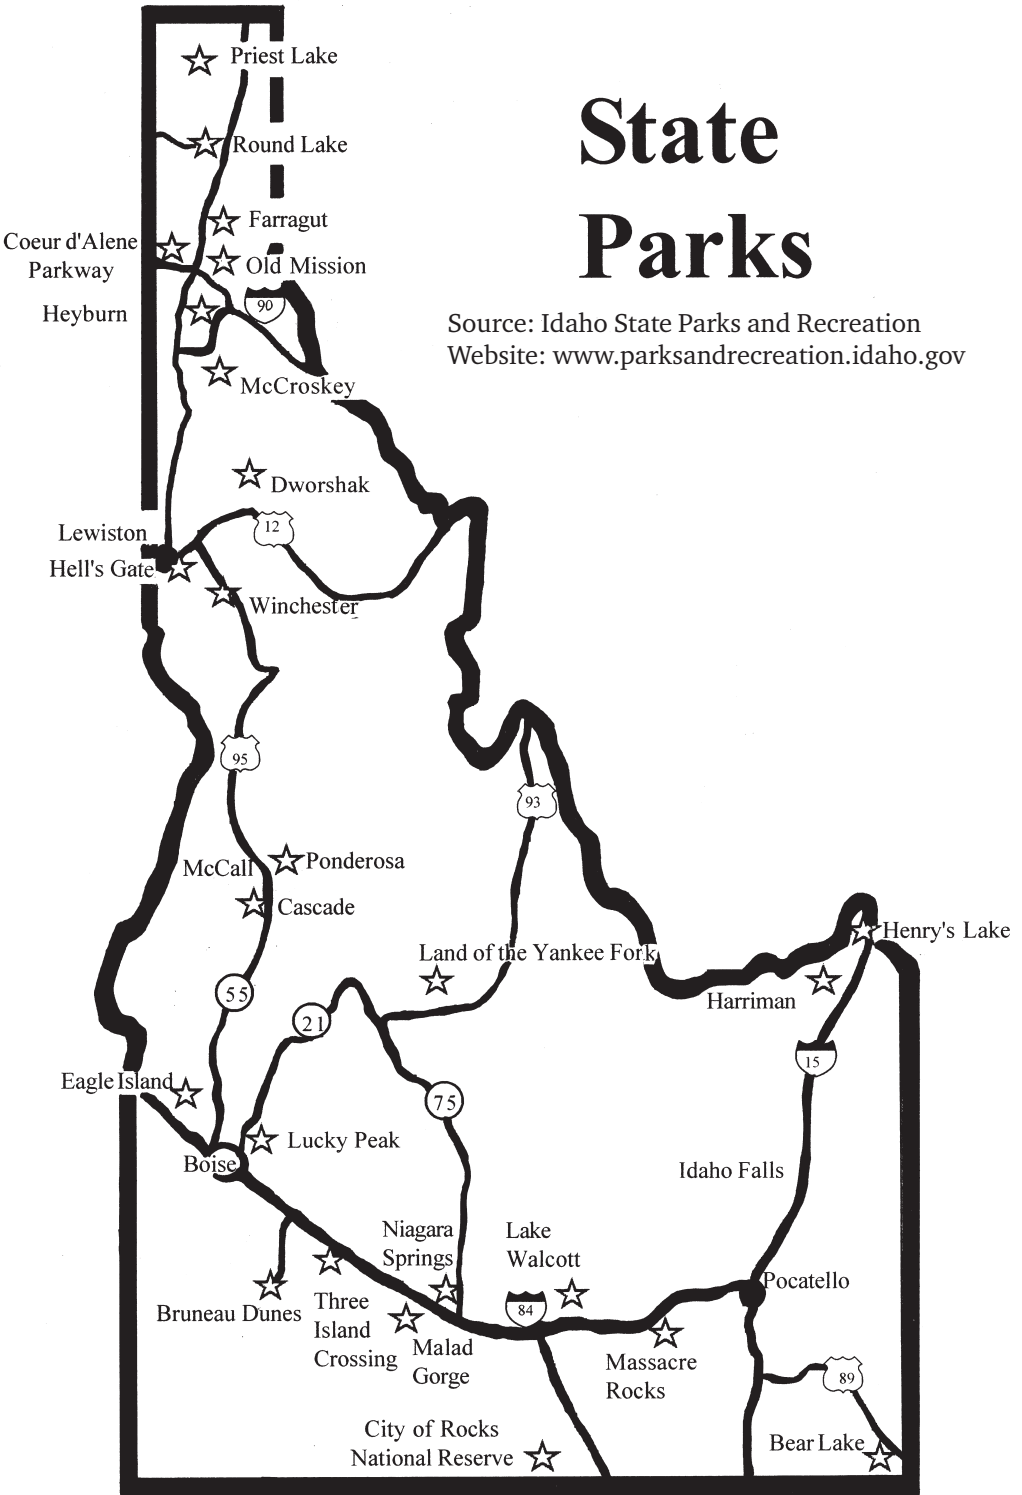 State
Parks
Source: Idaho State Parks and Recreation
Website: www.parksandrecreation.idaho.gov
Priest Lake
Round Lake
Farragut
Coeur d'Alene
Parkway
Old Mission
90
Heyburn
McCroskey
Dworshak
Lewiston
12
Hell's Gate
Winchester
95
93
McCall
Ponderosa
Cascade
Henry's Lake
Land of the Yankee Fork
Harriman
55
21
15
Eagle Island
75
Lucky Peak
Boise
Idaho Falls
Niagara
Springs
Lake
Walcott
Pocatello
Bruneau Dunes
Three
Island
Crossing
84
Malad
Gorge
Massacre
Rocks
89
City of Rocks
National Reserve
Bear Lake